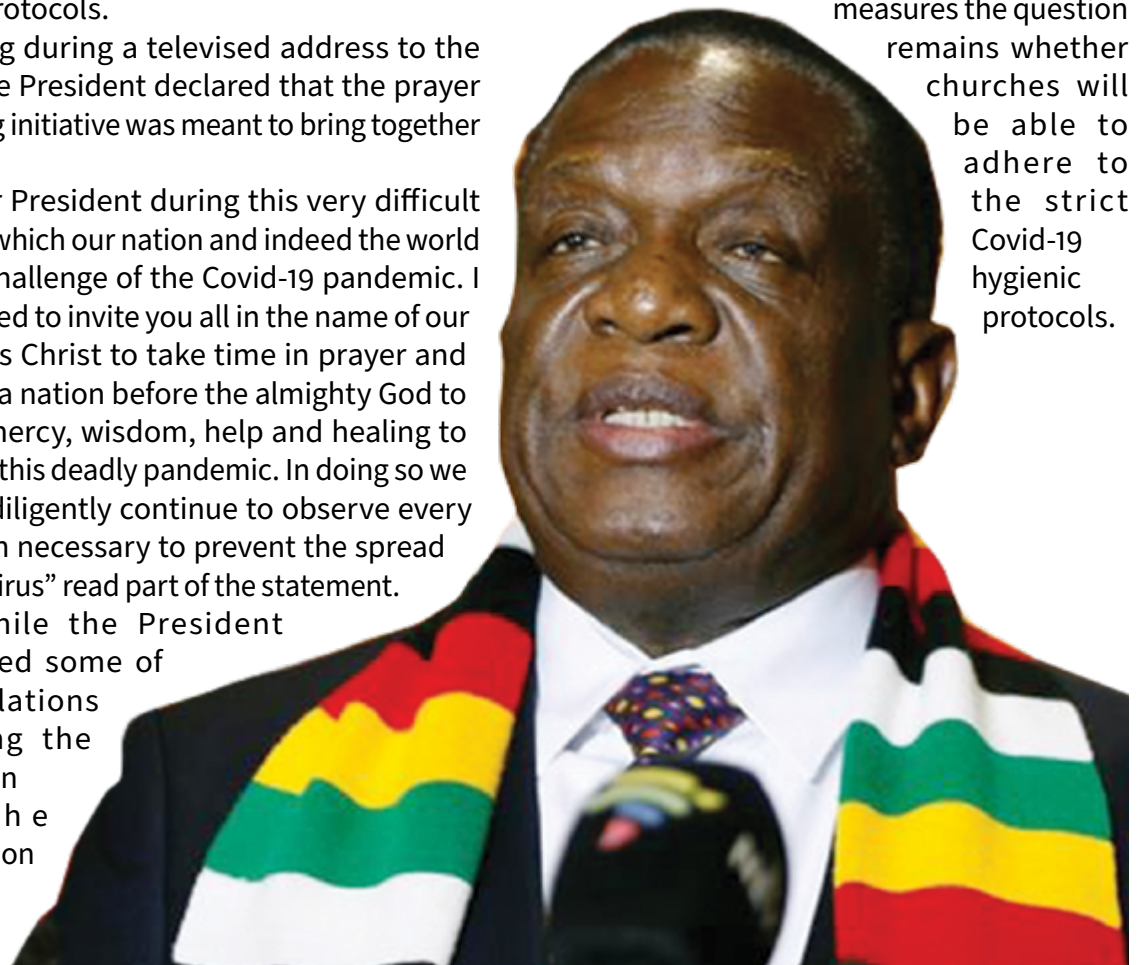 rotocols.
g during a televised address to the
e President declared that the prayer
g initiative was meant to bring together
r President during this very difficult
which our nation and indeed the world
hallenge of the Covid-19 pandemic. I
ed to invite you all in the name of our
s Christ to take time in prayer and
a nation before the almighty God to
nercy, wisdom, help and healing to
this deadly pandemic. In doing so we
diligently continue to observe every
n necessary to prevent the spread
irus” read part of the statement.
hile the President
ed some of
lations
ng the
n
h e
on
measures the question
remains whether
churches will
be able to
adhere to
the strict
Covid-19
hygienic
protocols.